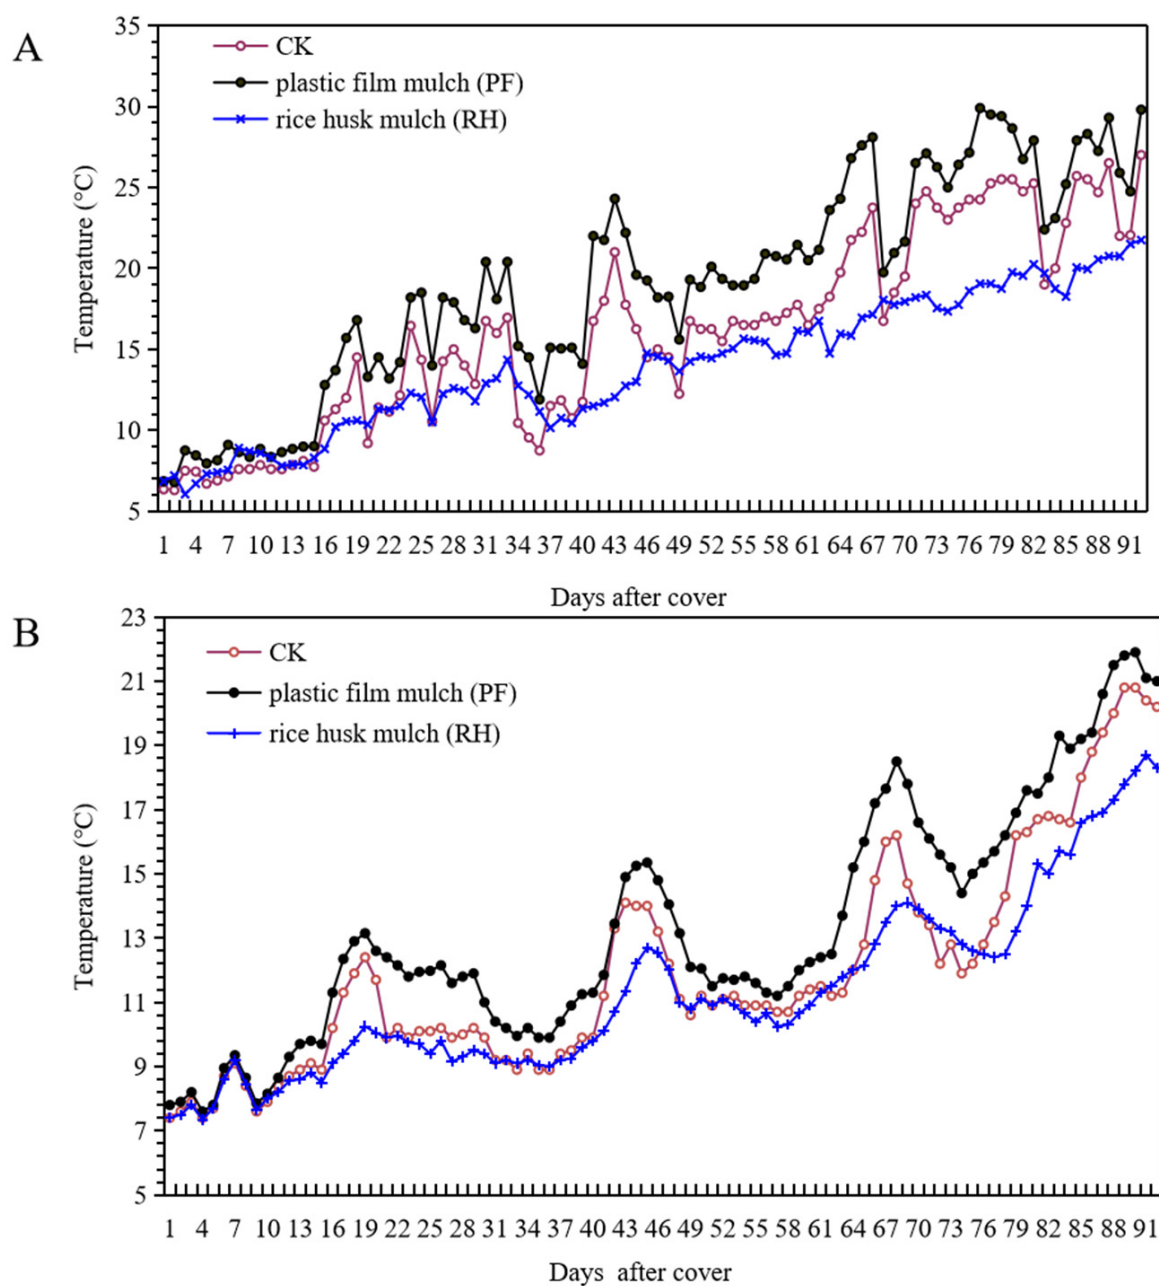 A
CK
plastic film mulch (PF)
rice husk mulch (RH)
Temperature (°C)
35
30
25
20
15
10
5
1 4 7 10 13 16 19 22 25 28 31 34 37 40 43 46 49 52 55 58 61 64 67 70 73 76 79 82 85 88 91
Days after cover
B
CK
plastic film mulch (PF)
rice husk mulch (RH)
Temperature (°C)
23
21
19
17
15
13
11
9
7
5
1 4 7 10 13 16 19 22 25 28 31 34 37 40 43 46 49 52 55 58 61 64 67 70 73 76 79 82 85 88 91
Days after cover